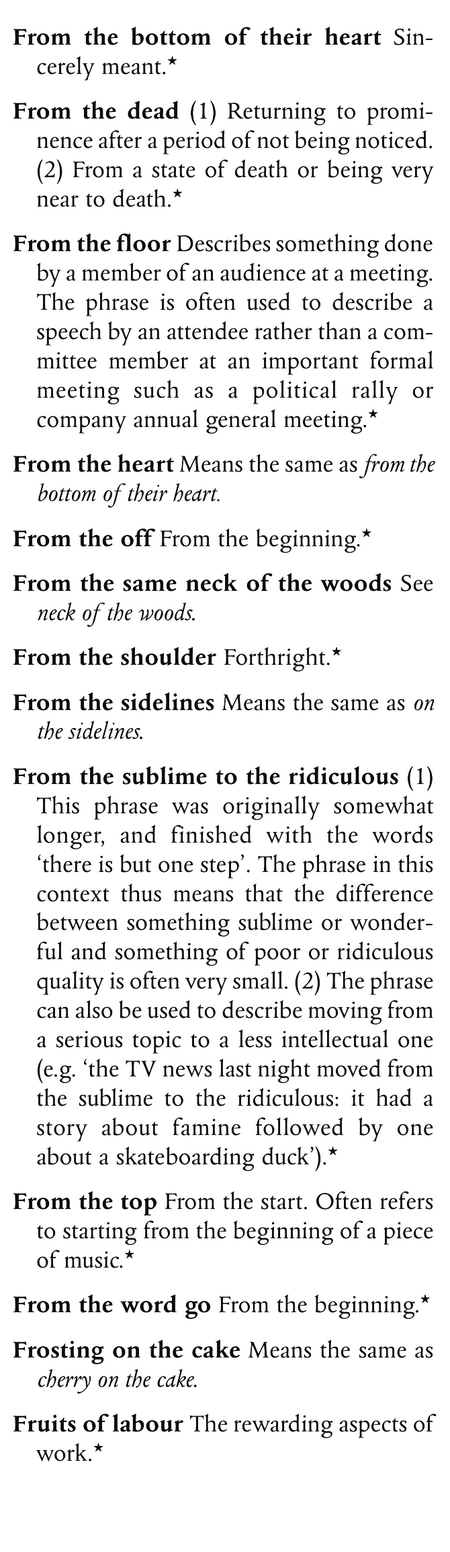 From the bottom of their heart Sin-
cerely meant.★
From the dead (1) Returning to promi-
nence after a period of not being noticed.
(2) From a state of death or being very
near to death.★
From the floor Describes something done
by a member of an audience at a meeting.
The phrase is often used to describe a
speech by an attendee rather than a com-
mittee member at an important formal
meeting such as a political rally or
company annual general meeting.★
From the heart Means the same as from the
bottom of their heart.
From the off From the beginning.★
From the same neck of the woods See
neck of the woods.
From the shoulder Forthright.★
From the sidelines Means the same as on
the sidelines.
From the sublime to the ridiculous (1)
This phrase was originally somewhat
longer, and finished with the words
‘there is but one step’. The phrase in this
context thus means that the difference
between something sublime or wonder-
ful and something of poor or ridiculous
quality is often very small. (2) The phrase
can also be used to describe moving from
a serious topic to a less intellectual one
(e.g. ‘the TV news last night moved from
the sublime to the ridiculous: it had a
story about famine followed by one
about a skateboarding duck’).★
From the top From the start. Often refers
to starting from the beginning of a piece
of music.★
From the word go From the beginning.★
Frosting on the cake Means the same as
cherry on the cake.
Fruits of labour The rewarding aspects of
work.★